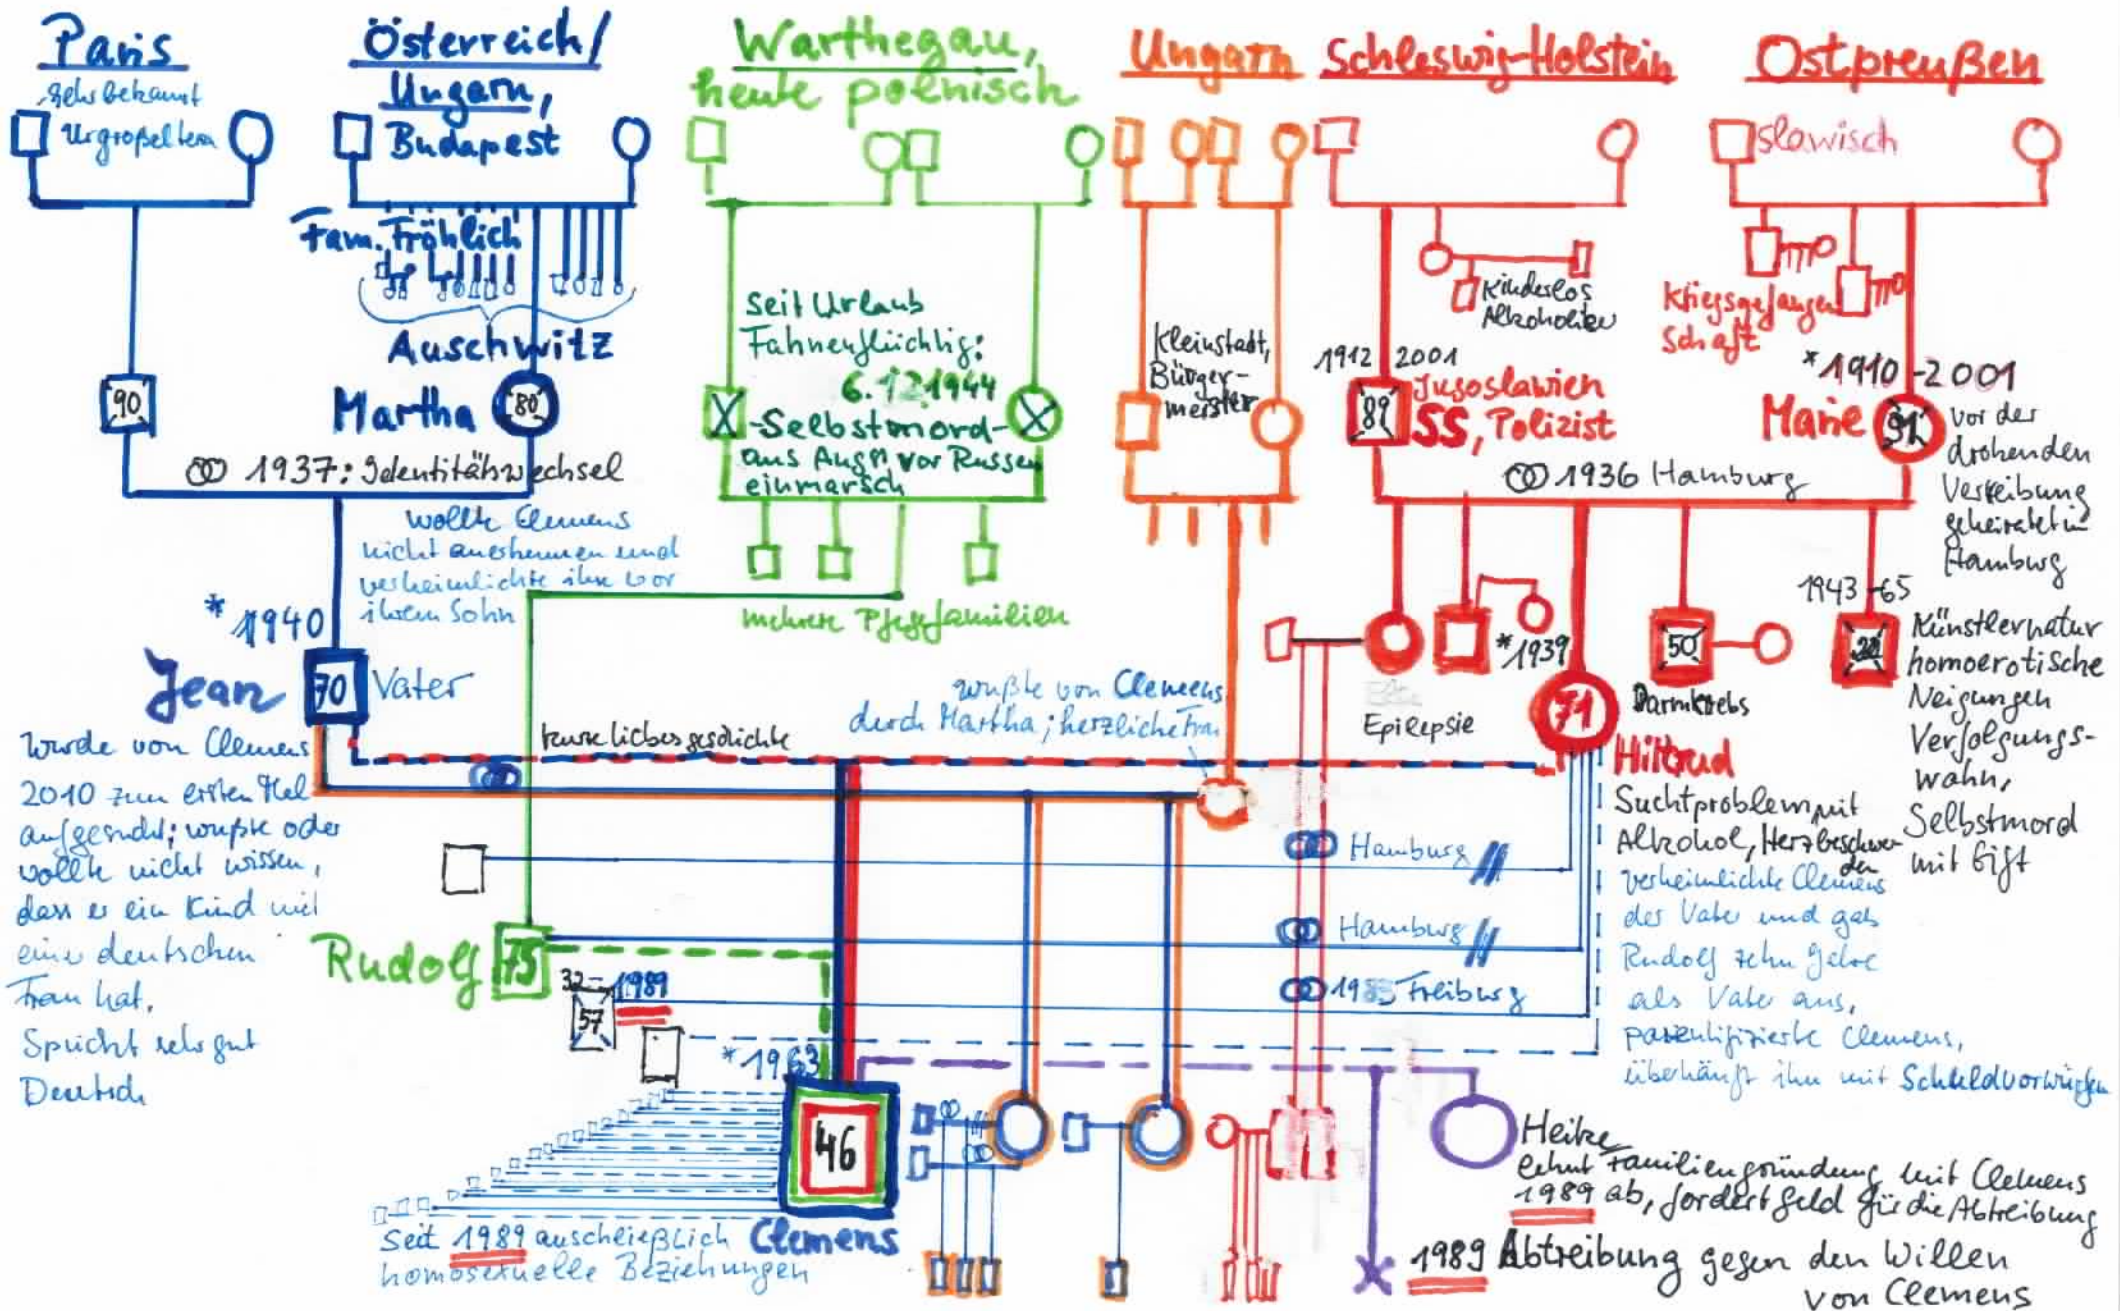 Paris
sehr bekannt
Urgroßeltern
Österreich/
Ungarn,
Budapest
Fam. Fröhlich
Auschwitz
90
Martha
80
1937: Identitätswechsel
wollte Clemens
nicht anerkennen und
verheimlichte ihn vor
ihrem Sohn
*1940
Jean
70
Vater
wurde von Clemens
2010 zum ersten Mal
aufgesucht; wußte oder
wollte nicht wissen,
dass er ein Kind mit
einer deutschen
Frau hat.
Spricht sehr gut
Deutsch
Warthegau,
heute polnisch
Seit Urlaub
Fahnenflüchtig:
6.12.1944
-Selbstmord-
aus Angst vor Russen
einmarsch
mehrere Pflegefamilien
Ungarn
Kleinstadt,
Bürger-
meister
wußte von Clemens
durch Martha; herzliche Frau
kurze Liebesgeschichte
Schleswig-Holstein
Kinderlos
Alkoholiker
1912 2001
89
Jugoslawien
SS, Polizist
Ostpreußen
slawisch
Kriegsgefangen
Schaft
*1910-2001
Marie
91
vor der
drohenden
Vertreibung
geheiratet in
Hamburg
1936 Hamburg
Epilepsie
*1939
71
Hiltrud
50
Darmkrebs
1943-65
Künstlernatur
homoerotische
Neigungen
Verfolgungs-
wahn,
Selbstmord
mit Gift
Suchtproblem mit
Alkohol, Herzbeschwer
den
verheimlichte Clemens
der Vater und gab
Rudolf zehn Jahre
als Vater aus,
parentifizierte Clemens,
überhäuft ihn mit Schuldvorwürfen
Hamburg
Hamburg
Freiburg
Rudolf
75
32-1989
57
*1963
46
Clemens
Seit 1989 auschließlich
homosexuelle Beziehungen
Heike
lehnt Familiengründung mit Clemens
1989 ab, fordert Geld für die Abtreibung
1989 Abtreibung gegen den Willen
von Clemens